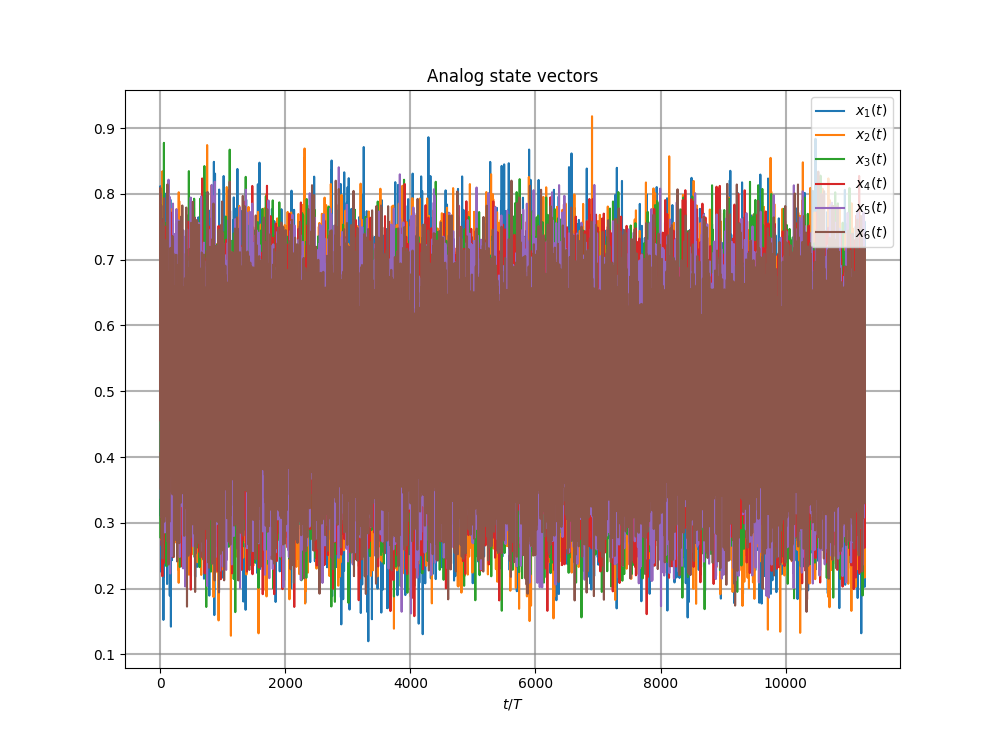 Analog state vectors
0.9
0.8
0.7
0.6
0.5
0.4
0.3
0.2
0.1
0
2000
4000
6000
8000
10000
t/T
x₁(t)
x₂(t)
x₃(t)
x₄(t)
x₅(t)
x₆(t)